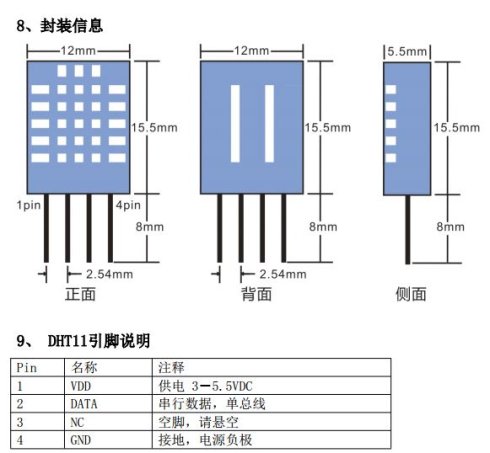 8、封装信息
12mm
12mm
5.5mm
15.5mm
15.5mm
15.5mm
1pin
4pin
8mm
8mm
8mm
2.54mm
2.54mm
正面
背面
侧面
9、 DHT11引脚说明
Pin 名称 注释
1 VDD 供电 3－5.5VDC
2 DATA 串行数据，单总线
3 NC 空脚，请悬空
4 GND 接地，电源负极